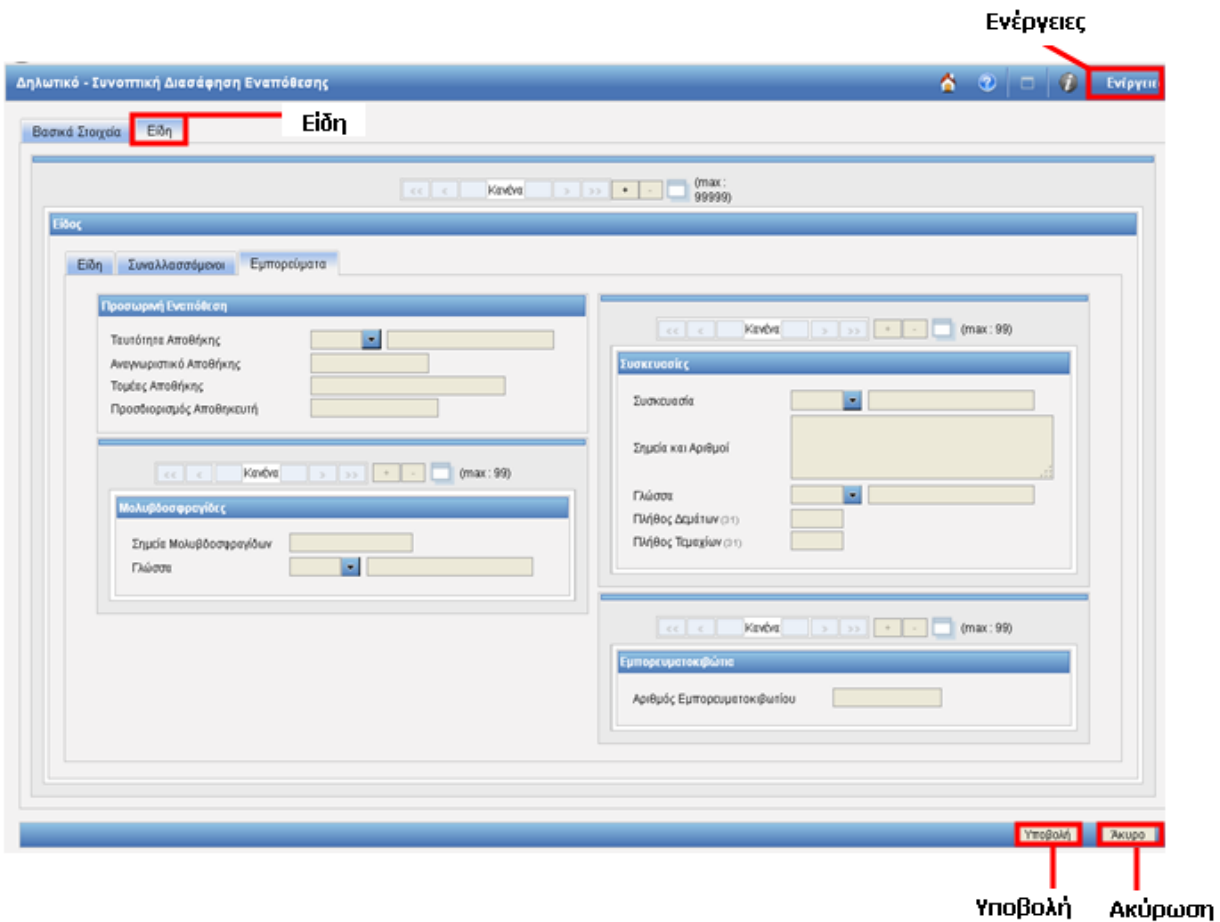 Ενέργειες
Δηλωτικό - Συνοπτική Διασάφηση Εναπόθεσης
Ενέργειε
Βασικά Στοιχεία Είδη Είδη
<< < Κανένα > >> + - (max : 99999)
Είδος
Είδη Συναλλασσόμενοι Εμπορεύματα
Προσωρινή Εναπόθεση
Ταυτότητα Αποθήκης
Αναγνωριστικό Αποθήκης
Τομέες Αποθήκης
Προσδιορισμός Αποθηκευτή
<< < Κανένα > >> + - (max : 99)
Μολυβδοσφραγίδες
Σημεία Μολυβδοσφραγίδων
Γλώσσα
<< < Κανένα > >> + - (max : 99)
Συσκευασίες
Συσκευασία
Σημεία και Αριθμοί
Γλώσσα
Πλήθος Δεμάτων (31)
Πλήθος Τεμαχίων (31)
<< < Κανένα > >> + - (max : 99)
Εμπορευματοκιβώτια
Αριθμός Εμπορευματοκιβωτίου
Υποβολή Άκυρο
Υποβολή Ακύρωση